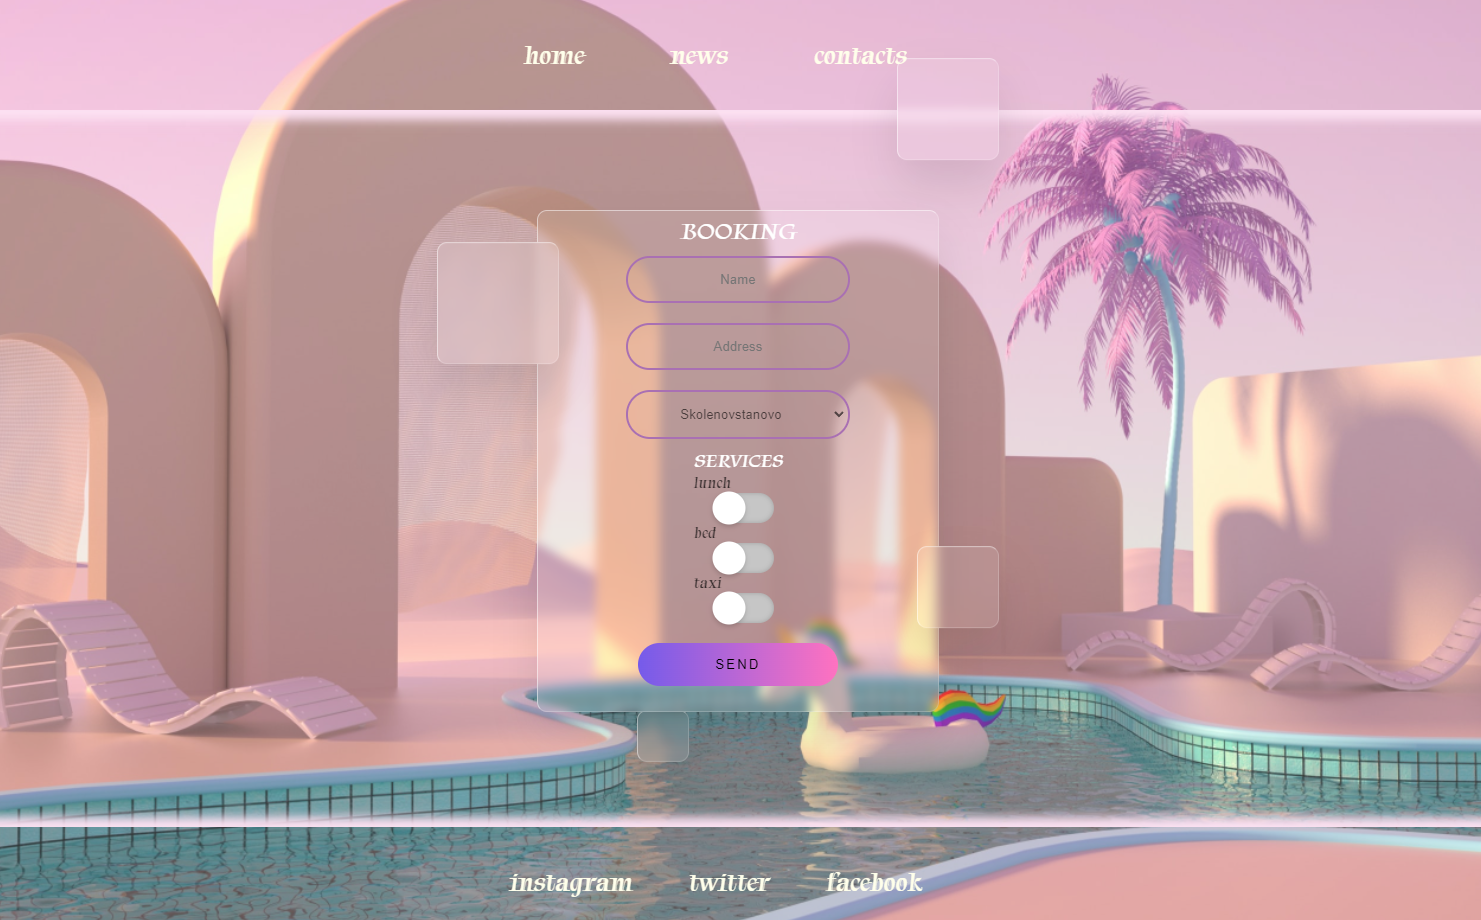 home news contacts
BOOKING
Name
Address
Skolenovstanovo
SERVICES
lunch
bed
taxi
SEND
instagram twitter facebook